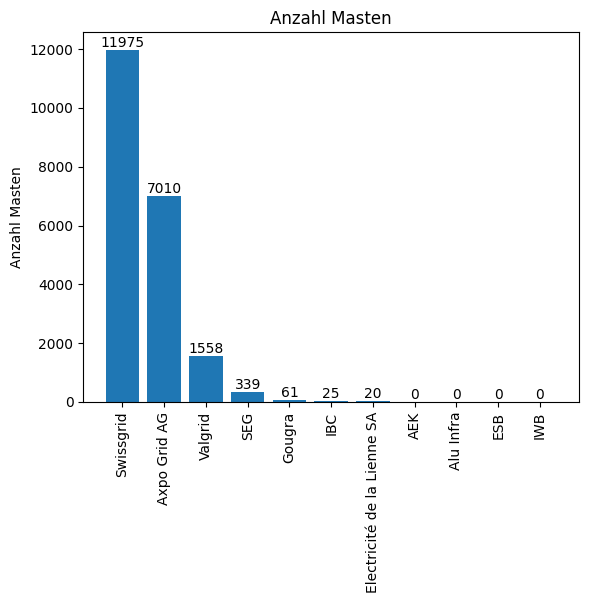 Anzahl Masten
Anzahl Masten
12000
10000
8000
6000
4000
2000
0
11975
7010
1558
339
61
25
20
0
0
0
0
Swissgrid
Axpo Grid AG
Valgrid
SEG
Gougra
IBC
Electricité de la Lienne SA
AEK
Alu Infra
ESB
IWB